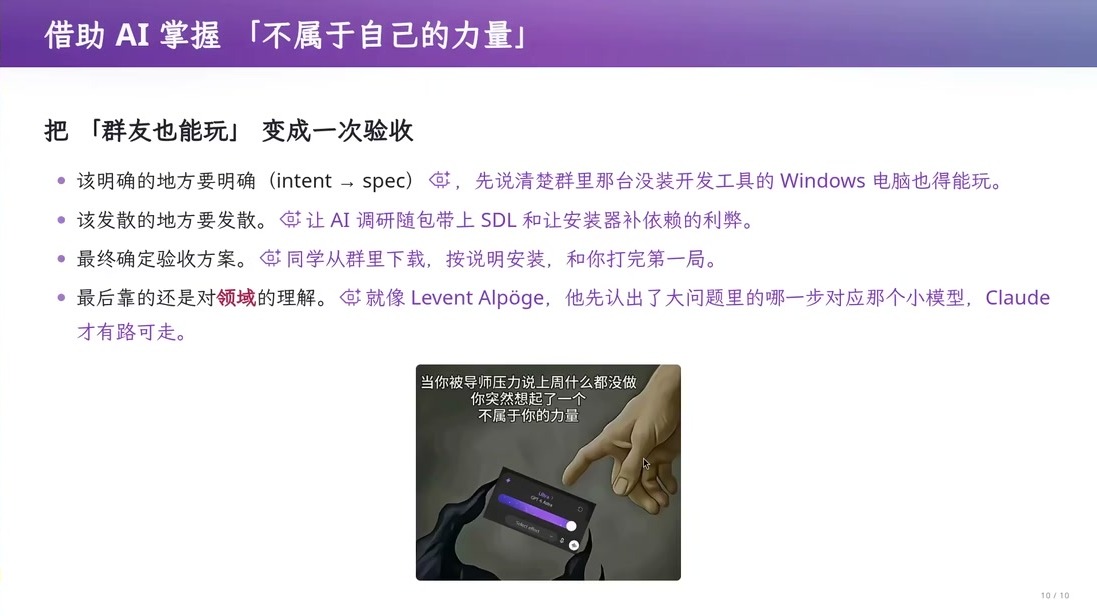 借助 AI 掌握 「不属于自己的力量」
把 「群友也能玩」 变成一次验收
该明确的地方要明确（intent → spec），先说清楚群里那台没装开发工具的 Windows 电脑也得能玩。
该发散的地方要发散。让 AI 调研随包带上 SDL 和让安装器补依赖的利弊。
最终确定验收方案。同学从群里下载，按说明安装，和你打完第一局。
最后靠的还是对领域的理解。就像 Levent Alpöge，他先认出了大问题里的哪一步对应那个小模型，Claude
才有路可走。
当你被导师压力说上周什么都没做
你突然想起了一个
不属于你的力量
Ultra
Select effort
10 / 10